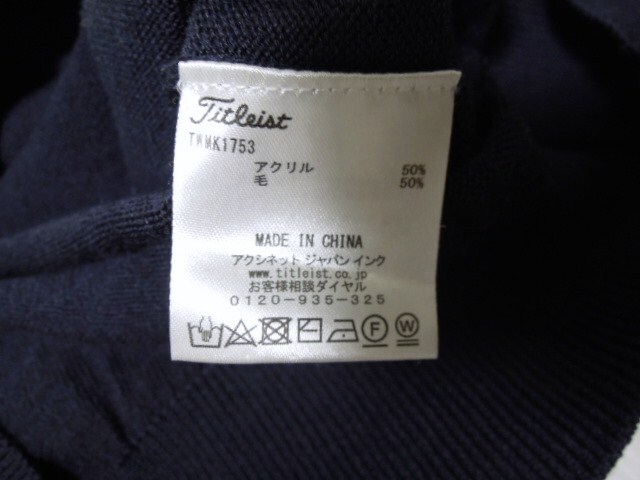 Titleist
TWMK1753
アクリル 50%
毛 50%
MADE IN CHINA
アクシネット ジャパン インク
www.titleist.co.jp
お客様相談ダイヤル
0120-935-325
F W